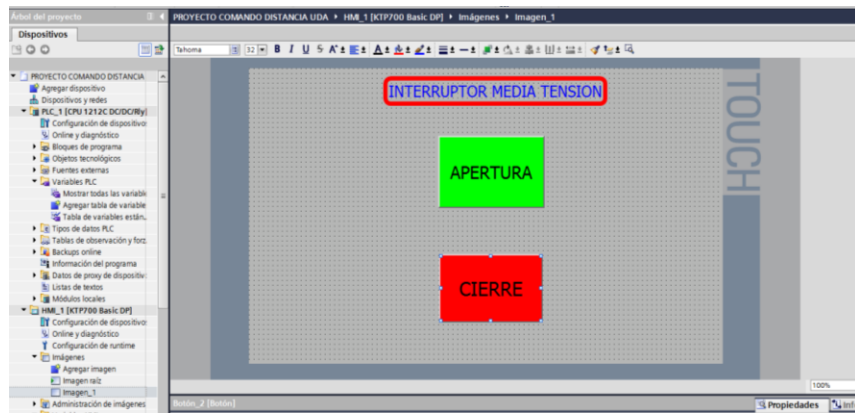 Árbol del proyecto
PROYECTO COMANDO DISTANCIA UDA HMI_1 [KTP700 Basic DP] Imágenes Imagen_1
Dispositivos
Tahoma 32 B I U S
PROYECTO COMANDO DISTANCIA
Agregar dispositivo
Dispositivos y redes
PLC_1 [CPU 1212C DC/DC/Rly]
Configuración de dispositivo
Online y diagnóstico
Bloques de programa
Objetos tecnológicos
Fuentes externas
Variables PLC
Mostrar todas las variabl
Agregar tabla de variable
Tabla de variables están..
Tipos de datos PLC
Tablas de observación y forz
Backups online
Información del programa
Datos de proxy de dispositiv
Listas de textos
Módulos locales
HMI_1 [KTP700 Basic DP]
Configuración de dispositivo
Online y diagnóstico
Configuración de runtime
Imágenes
Agregar imagen
Imagen raíz
Imagen_1
Administración de imágenes
INTERRUPTOR MEDIA TENSION
APERTURA
CIERRE
TOUCH
100%
Botón_2 [Botón]
Propiedades